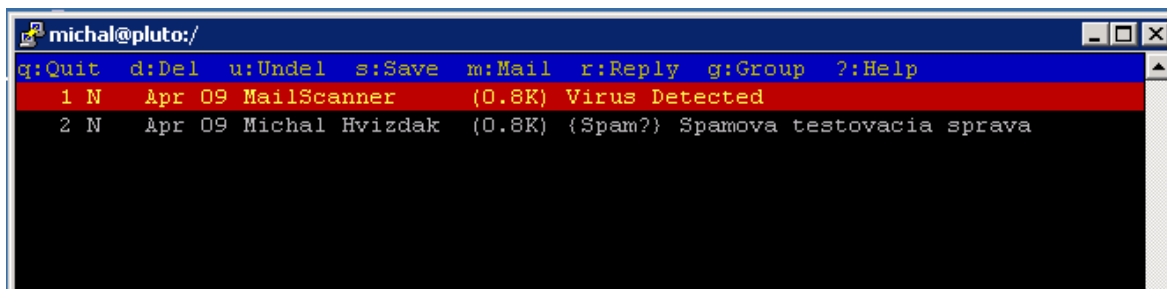 michal@pluto:/
q:Quit d:Del u:Undel s:Save m:Mail r:Reply g:Group ?:Help
1 N Apr 09 MailScanner (0.8K) Virus Detected
2 N Apr 09 Michal Hvizdak (0.8K) {Spam?} Spamova testovacia sprava